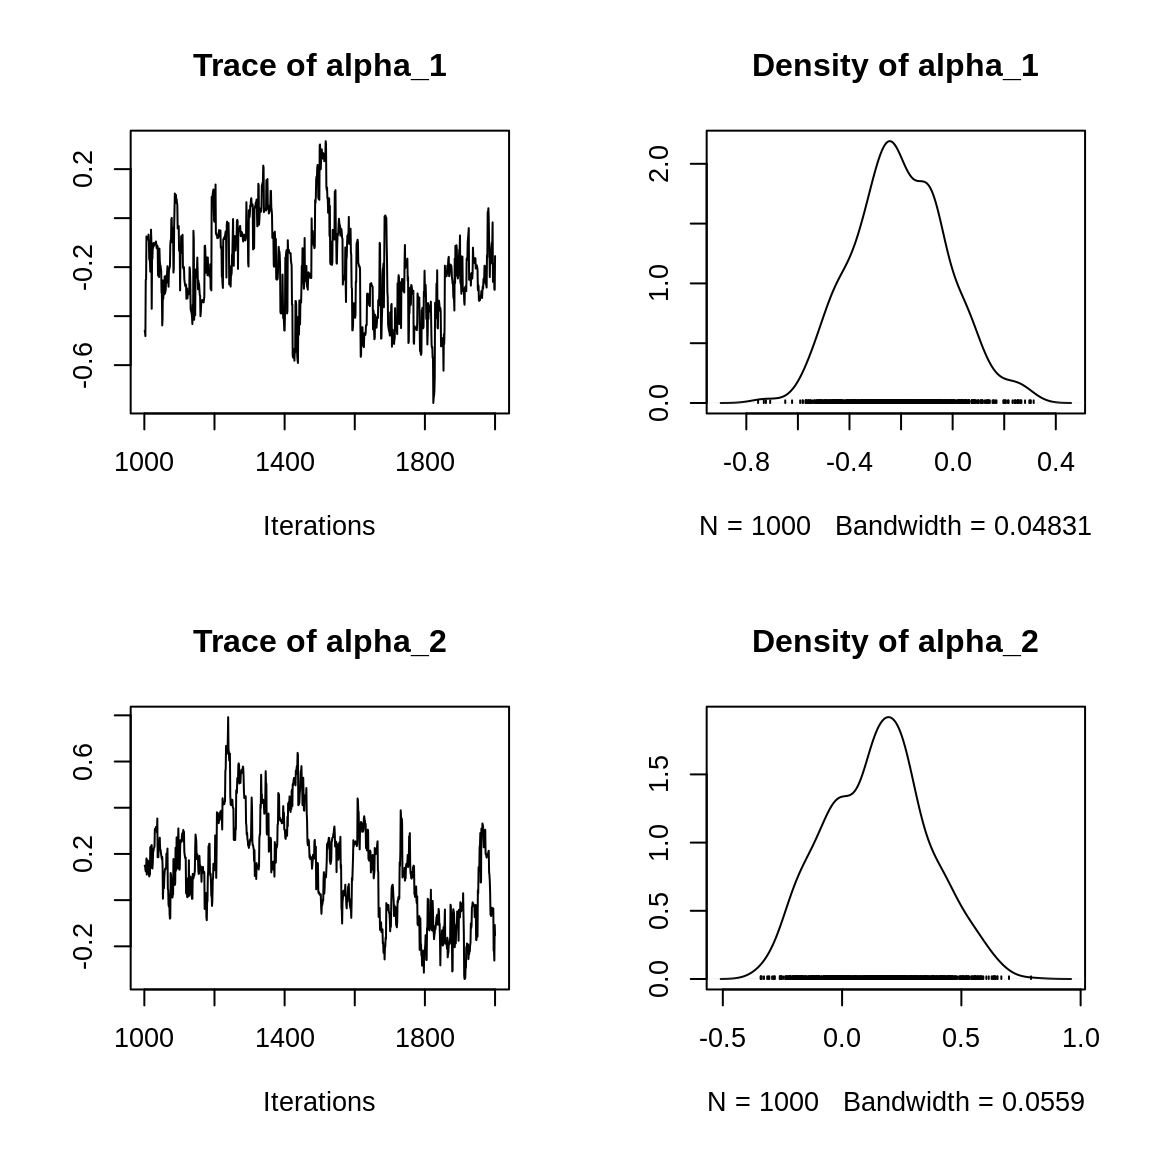 Trace of alpha_1
0.2
-0.2
-0.6
1000 1400 1800
Iterations
Density of alpha_1
2.0
1.0
0.0
-0.8 -0.4 0.0 0.4
N = 1000 Bandwidth = 0.04831
Trace of alpha_2
0.6
0.2
-0.2
1000 1400 1800
Iterations
Density of alpha_2
1.5
1.0
0.5
0.0
-0.5 0.0 0.5 1.0
N = 1000 Bandwidth = 0.0559